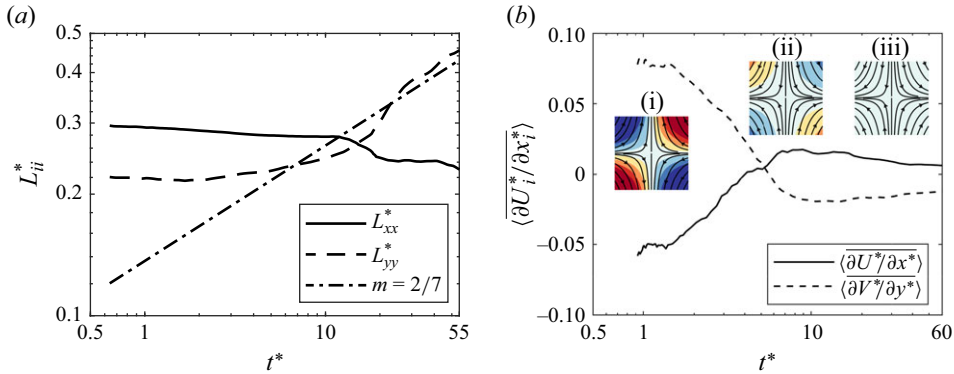 (a)
0.5
0.4
0.3
0.2
0.1
L*ii
L*xx
L*yy
m = 2/7
0.5 1 10 55
t*
(b)
0.10
0.05
0
−0.05
−0.10
⟨∂U*i/∂x*i⟩
(i)
(ii)
(iii)
⟨∂U*/∂x*⟩
⟨∂V*/∂y*⟩
0.5 1 10 60
t*